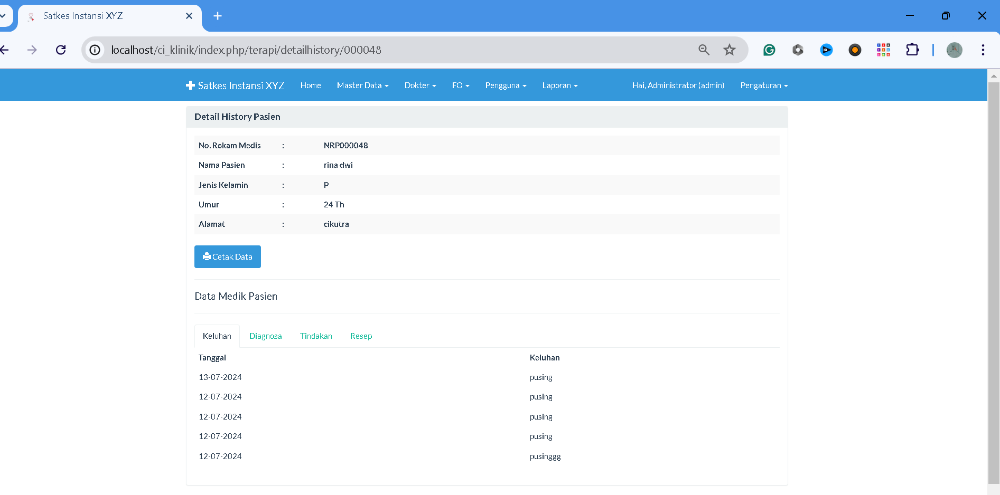 Satkes Instansi XYZ
localhost/ci_klinik/index.php/terapi/detailhistory/000048
Satkes Instansi XYZ Home Master Data Dokter FO Pengguna Laporan Hai, Administrator (admin) Pengaturan
Detail History Pasien
No. Rekam Medis : NRP000048
Nama Pasien : rina dwi
Jenis Kelamin : P
Umur : 24 Th
Alamat : cikutra
Cetak Data
Data Medik Pasien
Keluhan Diagnosa Tindakan Resep
Tanggal Keluhan
13-07-2024 pusing
12-07-2024 pusing
12-07-2024 pusing
12-07-2024 pusing
12-07-2024 pusinggg